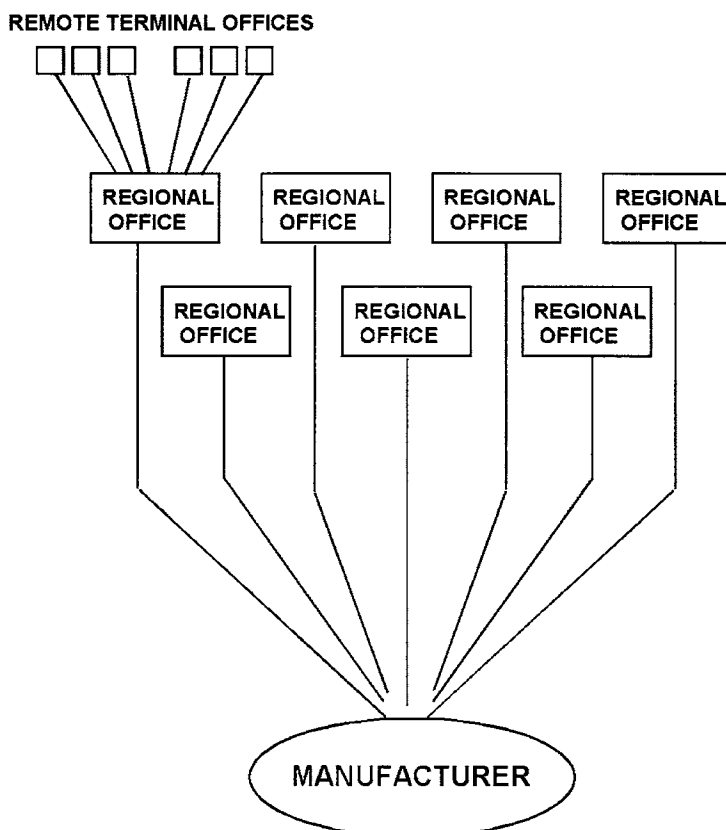 REMOTE TERMINAL OFFICES
REGIONAL
OFFICE
REGIONAL
OFFICE
REGIONAL
OFFICE
REGIONAL
OFFICE
REGIONAL
OFFICE
REGIONAL
OFFICE
REGIONAL
OFFICE
MANUFACTURER